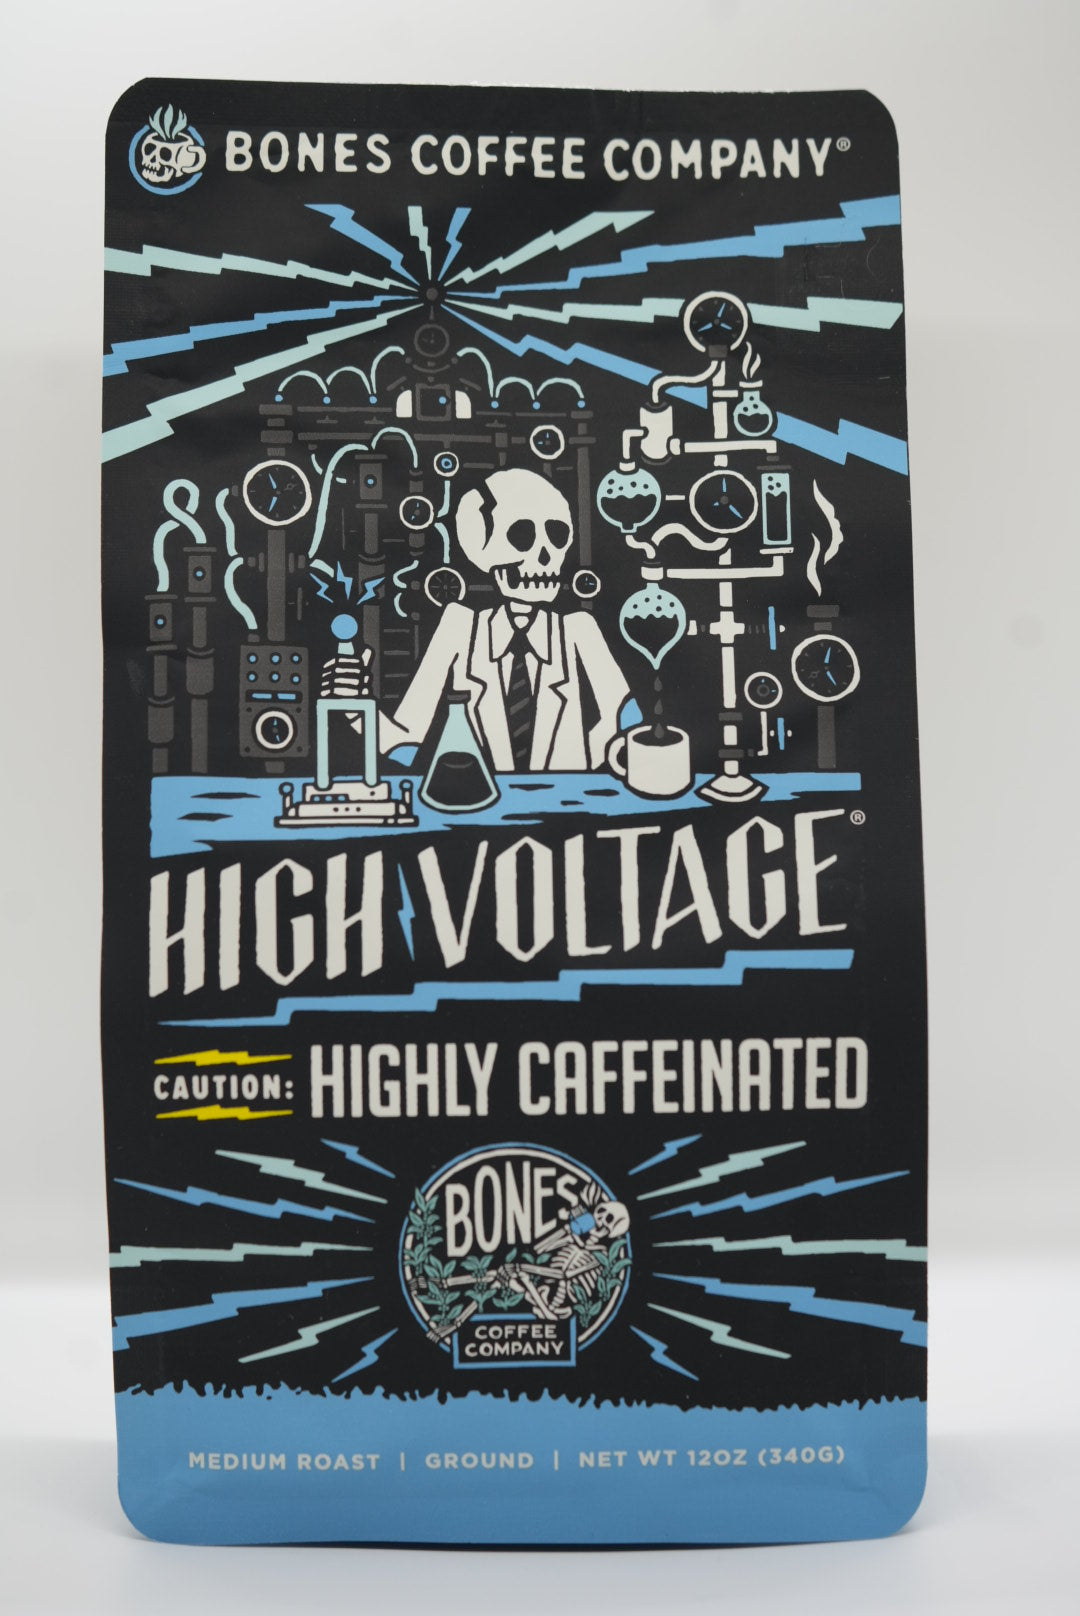 BONES COFFEE COMPANY®
HIGH VOLTAGE®
CAUTION: HIGHLY CAFFEINATED
BONES
COFFEE
COMPANY
MEDIUM ROAST | GROUND | NET WT 12OZ (340G)